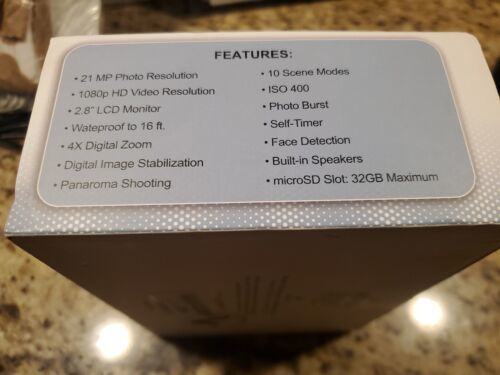 FEATURES:
• 21 MP Photo Resolution
• 1080p HD Video Resolution
• 2.8" LCD Monitor
• Wateproof to 16 ft.
• 4X Digital Zoom
• Digital Image Stabilization
• Panaroma Shooting
• 10 Scene Modes
• ISO 400
• Photo Burst
• Self-Timer
• Face Detection
• Built-in Speakers
• microSD Slot: 32GB Maximum